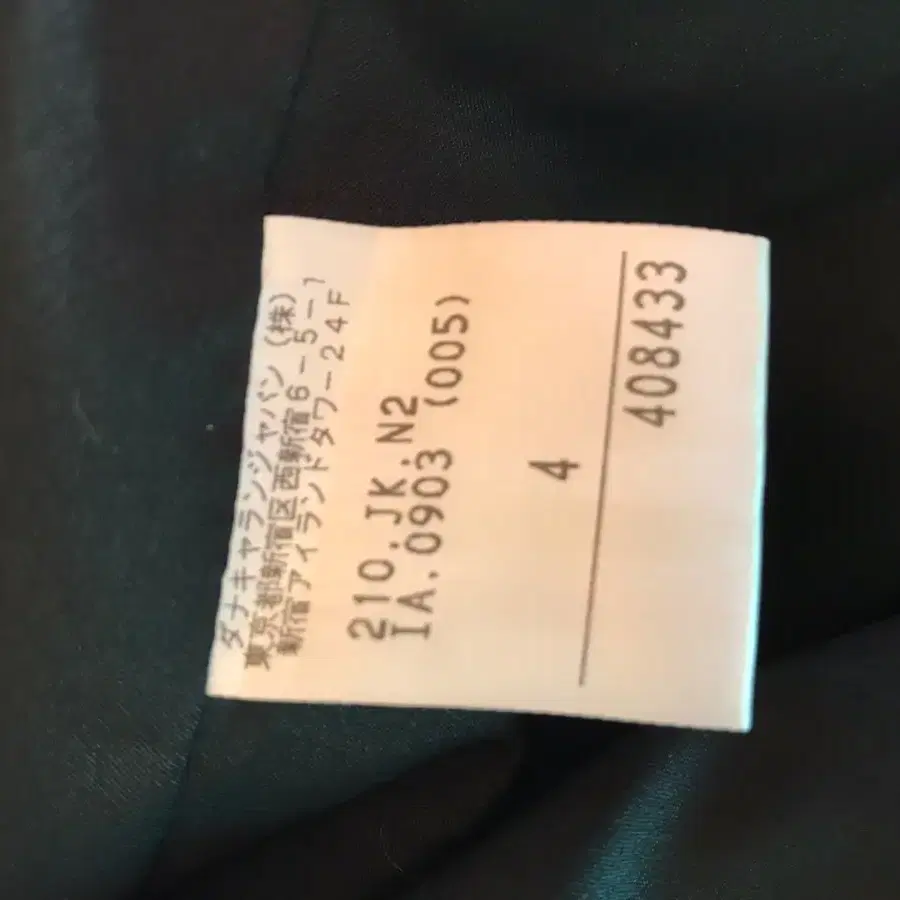 ダナキャランジャパン(株)
東京都新宿区西新宿6-5-1
新宿アイランドタワー24F
210.JK.N2
IA.0903 (005)
4
408433